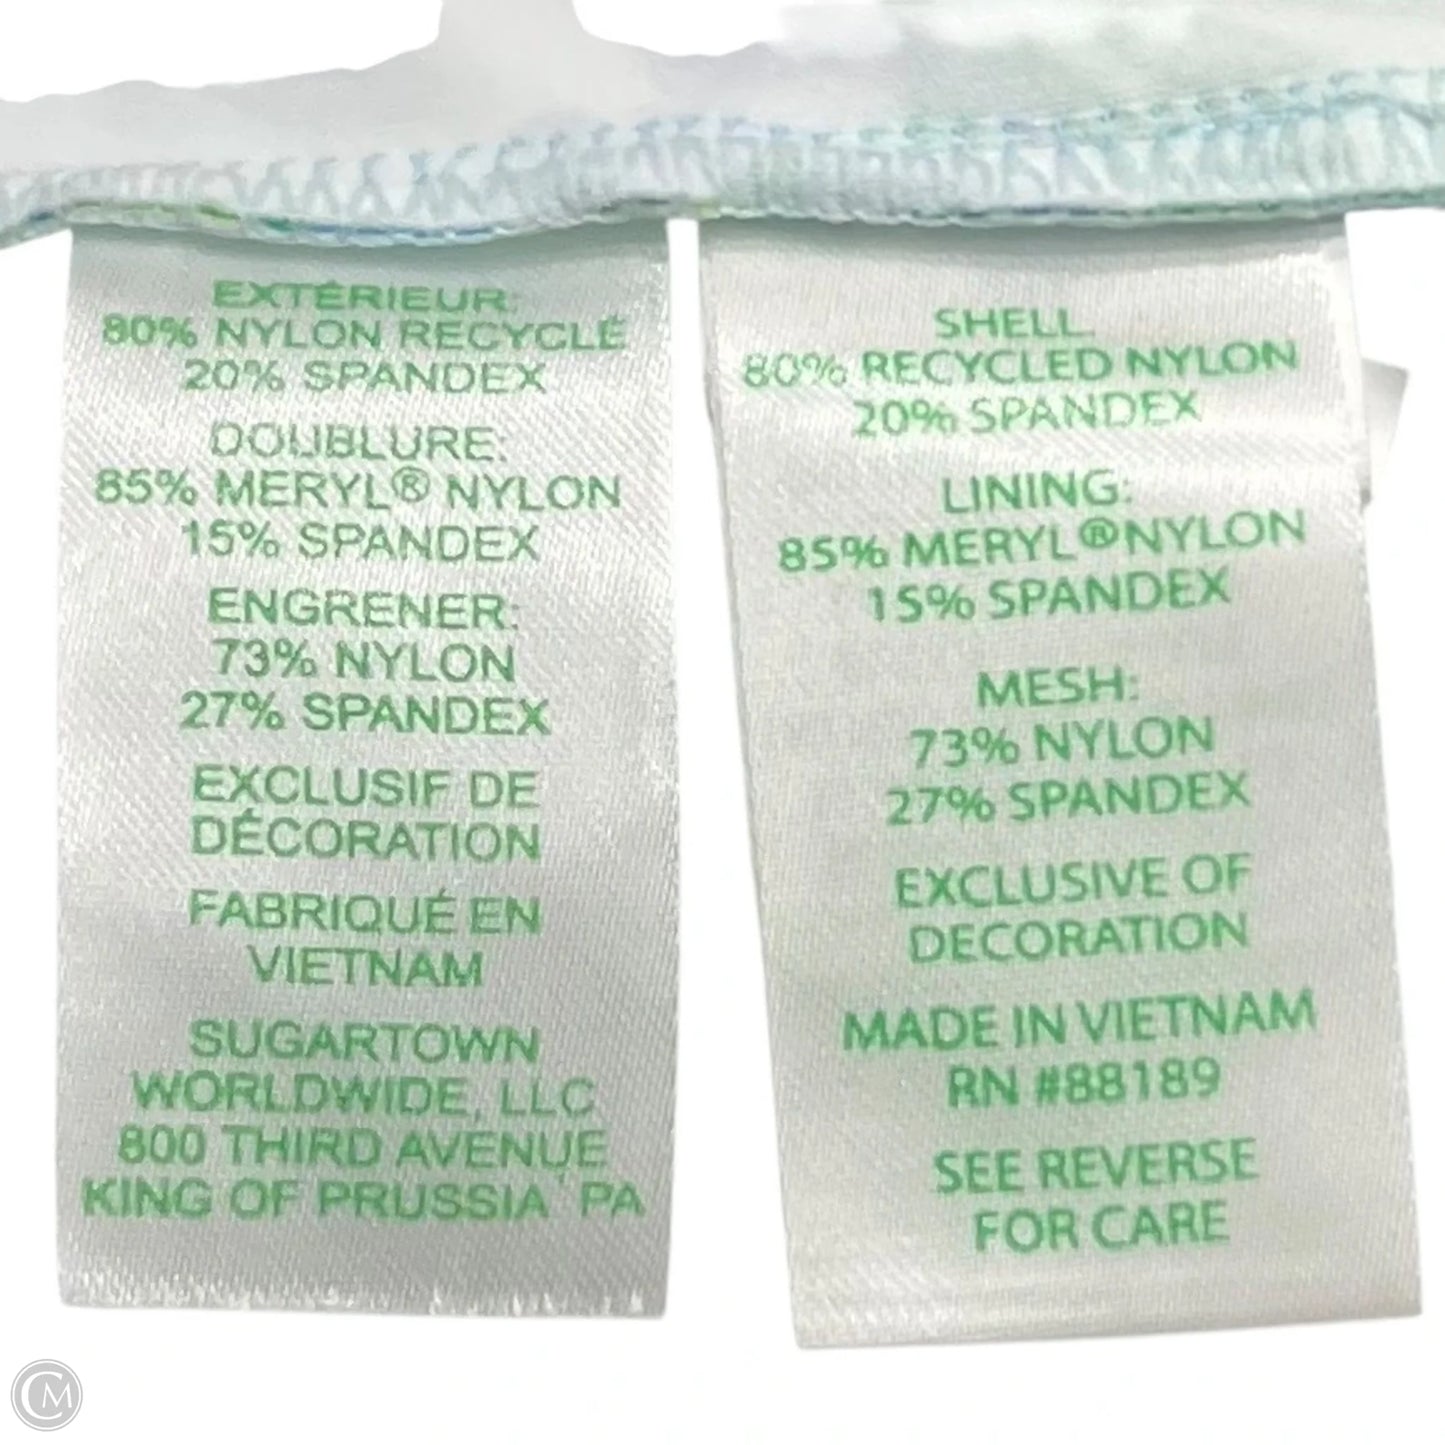 EXTÉRIEUR:
80% NYLON RECYCLÉ
20% SPANDEX
DOUBLURE:
85% MERYL® NYLON
15% SPANDEX
ENGRENER:
73% NYLON
27% SPANDEX
EXCLUSIF DE
DÉCORATION
FABRIQUÉ EN
VIETNAM
SUGARTOWN
WORLDWIDE, LLC
800 THIRD AVENUE
KING OF PRUSSIA, PA
SHELL
80% RECYCLED NYLON
20% SPANDEX
LINING:
85% MERYL® NYLON
15% SPANDEX
MESH:
73% NYLON
27% SPANDEX
EXCLUSIVE OF
DECORATION
MADE IN VIETNAM
RN #88189
SEE REVERSE
FOR CARE
CM